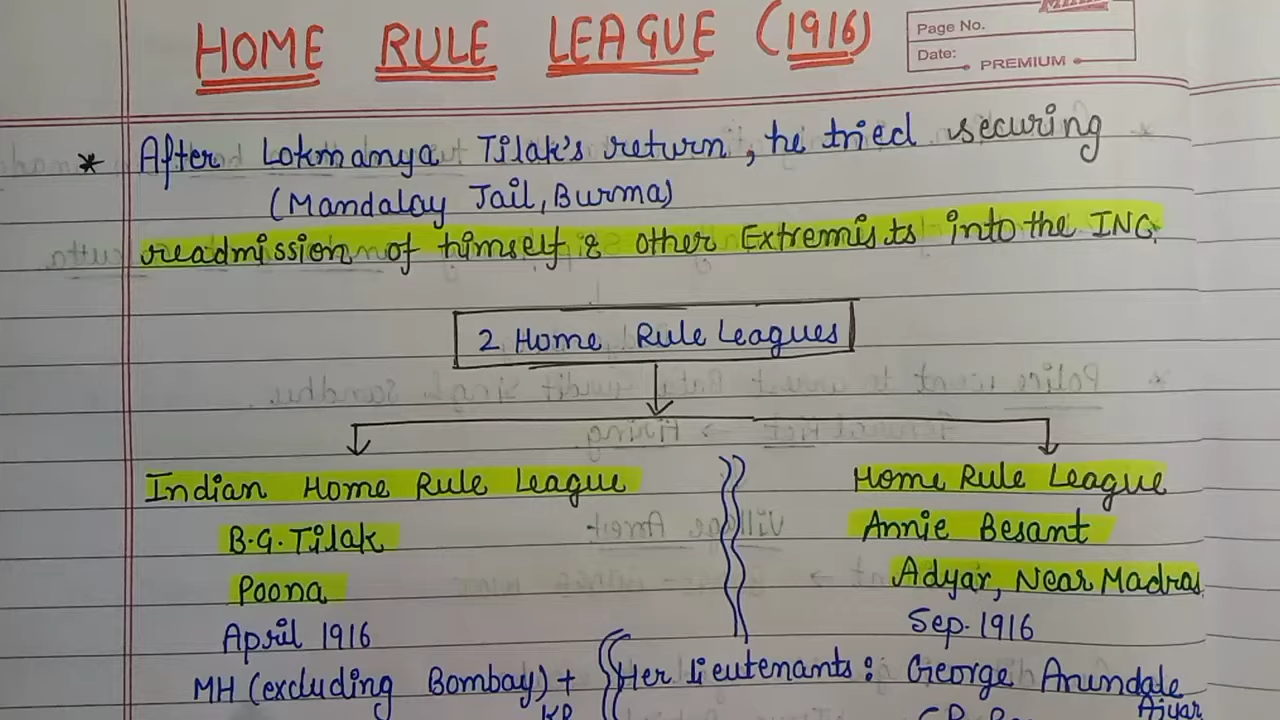 HOME RULE LEAGUE (1916)
Page No.
Date:
PREMIUM
* After Lokmanya Tilak's return, he tried securing
(Mandalay Jail, Burma)
readmission of himself & other Extremists into the INC.
2 Home Rule Leagues
Indian Home Rule League
Home Rule League
B.G. Tilak
Annie Besant
Poona
Adyar, Near Madras
April 1916
Sep. 1916
MH (excluding Bombay) +
Her lieutenants : George Arundale